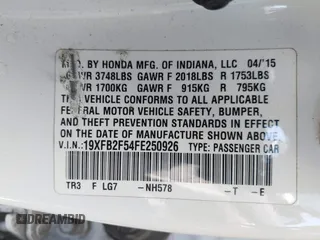 MFD. BY HONDA MFG. OF INDIANA, LLC 04/'15
GVWR 3748LBS GAWR F 2018LBS R 1753LBS
GVWR 1700KG GAWR F 915KG R 795KG
THIS VEHICLE CONFORMS TO ALL APPLICABLE
FEDERAL MOTOR VEHICLE SAFETY, BUMPER,
AND THEFT PREVENTION STANDARDS IN EFFECT
ON THE DATE OF MANUFACTURE SHOWN ABOVE.
V.I.N.:19XFB2F54FE250926 TYPE: PASSENGER CAR
TR3 F LG7 -NH578 -T -E
DREAMBID